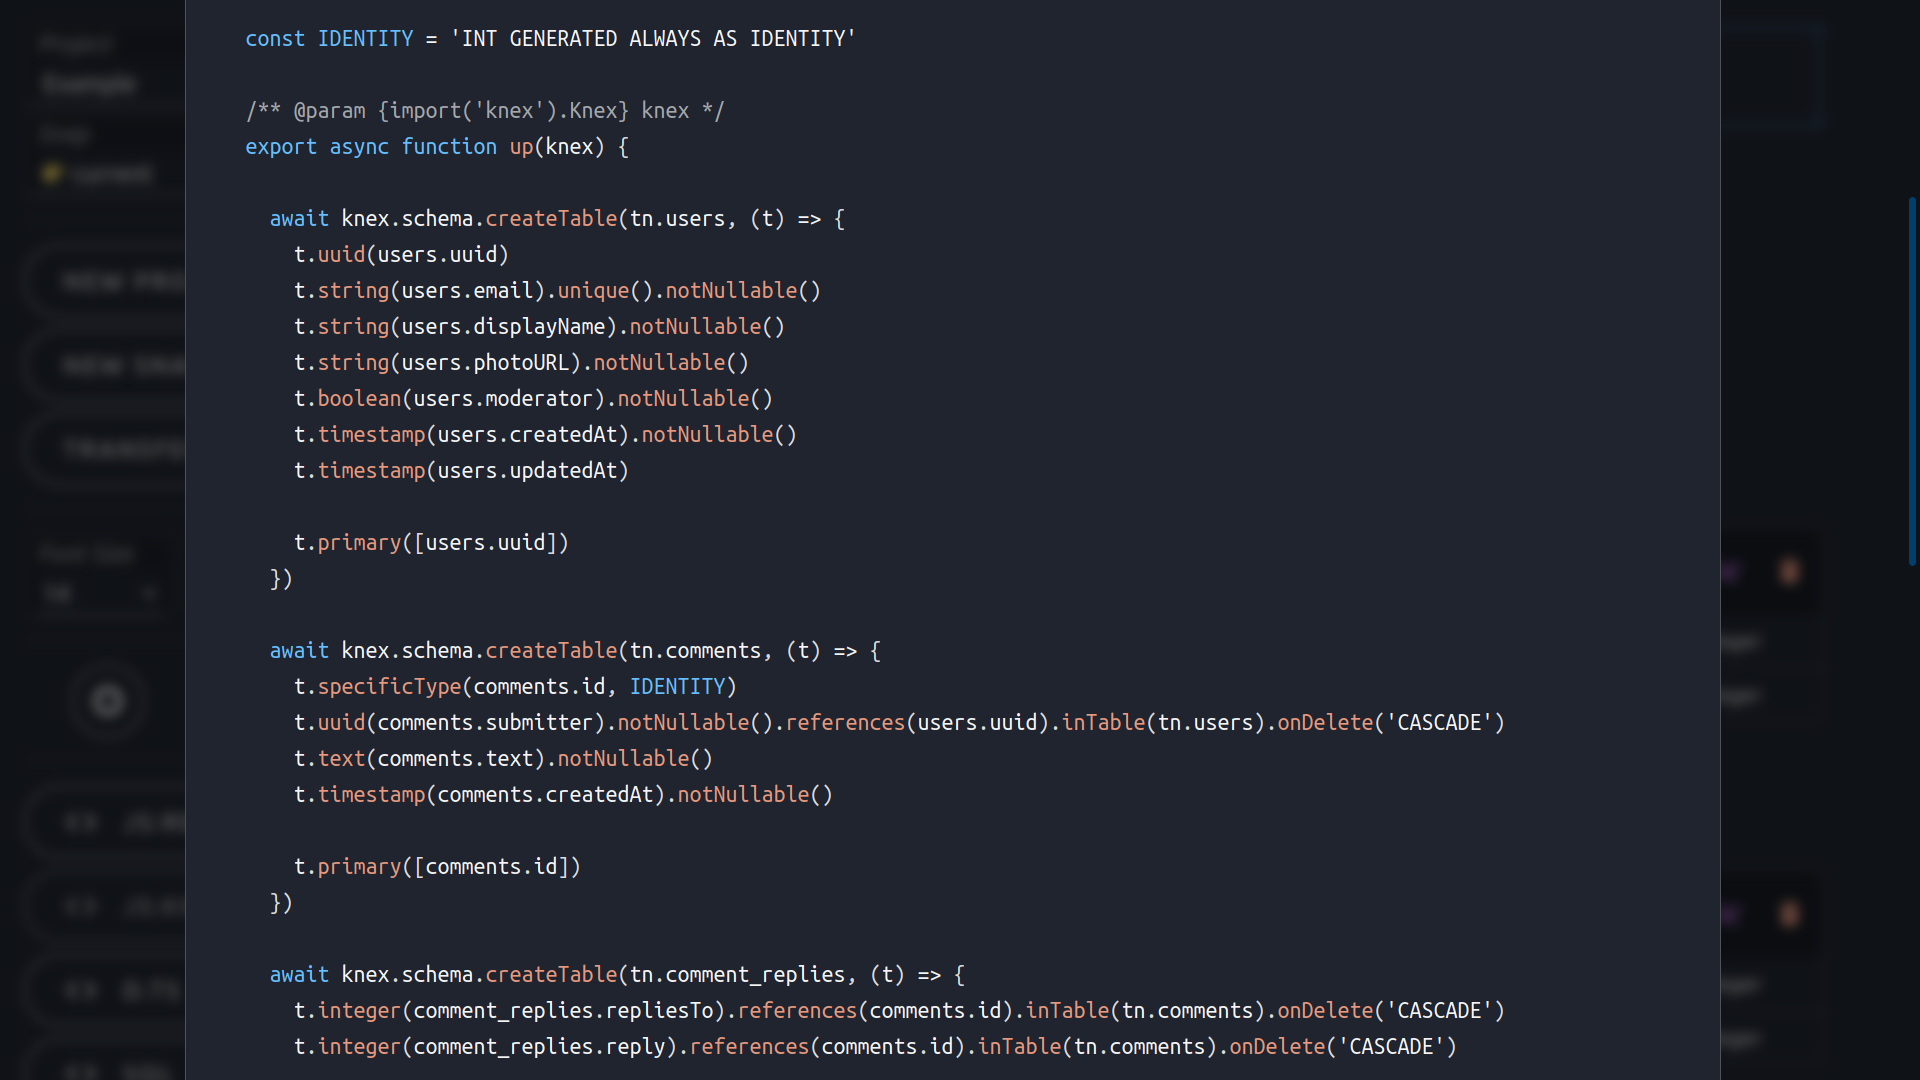 const IDENTITY = 'INT GENERATED ALWAYS AS IDENTITY'
/** @param {import('knex').Knex} knex */
export async function up(knex) {
await knex.schema.createTable(tn.users, (t) => {
t.uuid(users.uuid)
t.string(users.email).unique().notNullable()
t.string(users.displayName).notNullable()
t.string(users.photoURL).notNullable()
t.boolean(users.moderator).notNullable()
t.timestamp(users.createdAt).notNullable()
t.timestamp(users.updatedAt)
t.primary([users.uuid])
})
await knex.schema.createTable(tn.comments, (t) => {
t.specificType(comments.id, IDENTITY)
t.uuid(comments.submitter).notNullable().references(users.uuid).inTable(tn.users).onDelete('CASCADE')
t.text(comments.text).notNullable()
t.timestamp(comments.createdAt).notNullable()
t.primary([comments.id])
})
await knex.schema.createTable(tn.comment_replies, (t) => {
t.integer(comment_replies.repliesTo).references(comments.id).inTable(tn.comments).onDelete('CASCADE')
t.integer(comment_replies.reply).references(comments.id).inTable(tn.comments).onDelete('CASCADE')
Project
Example
current
NEW
Font Size